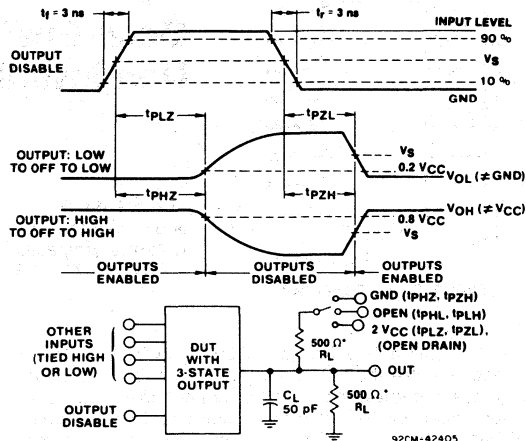 tf = 3 ns
tr = 3 ns
INPUT LEVEL
90 %
OUTPUT
DISABLE
VS
10 %
GND
tPLZ
tPZL
OUTPUT: LOW
TO OFF TO LOW
VS
0.2 VCC
VOL (≠ GND)
tPHZ
tPZH
VOH (≠ VCC)
OUTPUT: HIGH
TO OFF TO HIGH
0.8 VCC
VS
OUTPUTS
ENABLED
OUTPUTS
DISABLED
OUTPUTS
ENABLED
GND (tPHZ, tPZH)
OPEN (tPHL, tPLH)
2 VCC (tPLZ, tPZL),
(OPEN DRAIN)
OTHER
INPUTS
(TIED HIGH
OR LOW)
DUT
WITH
3-STATE
OUTPUT
500 Ω*
RL
OUT
CL
50 pF
500 Ω*
RL
OUTPUT
DISABLE
92CM-42405